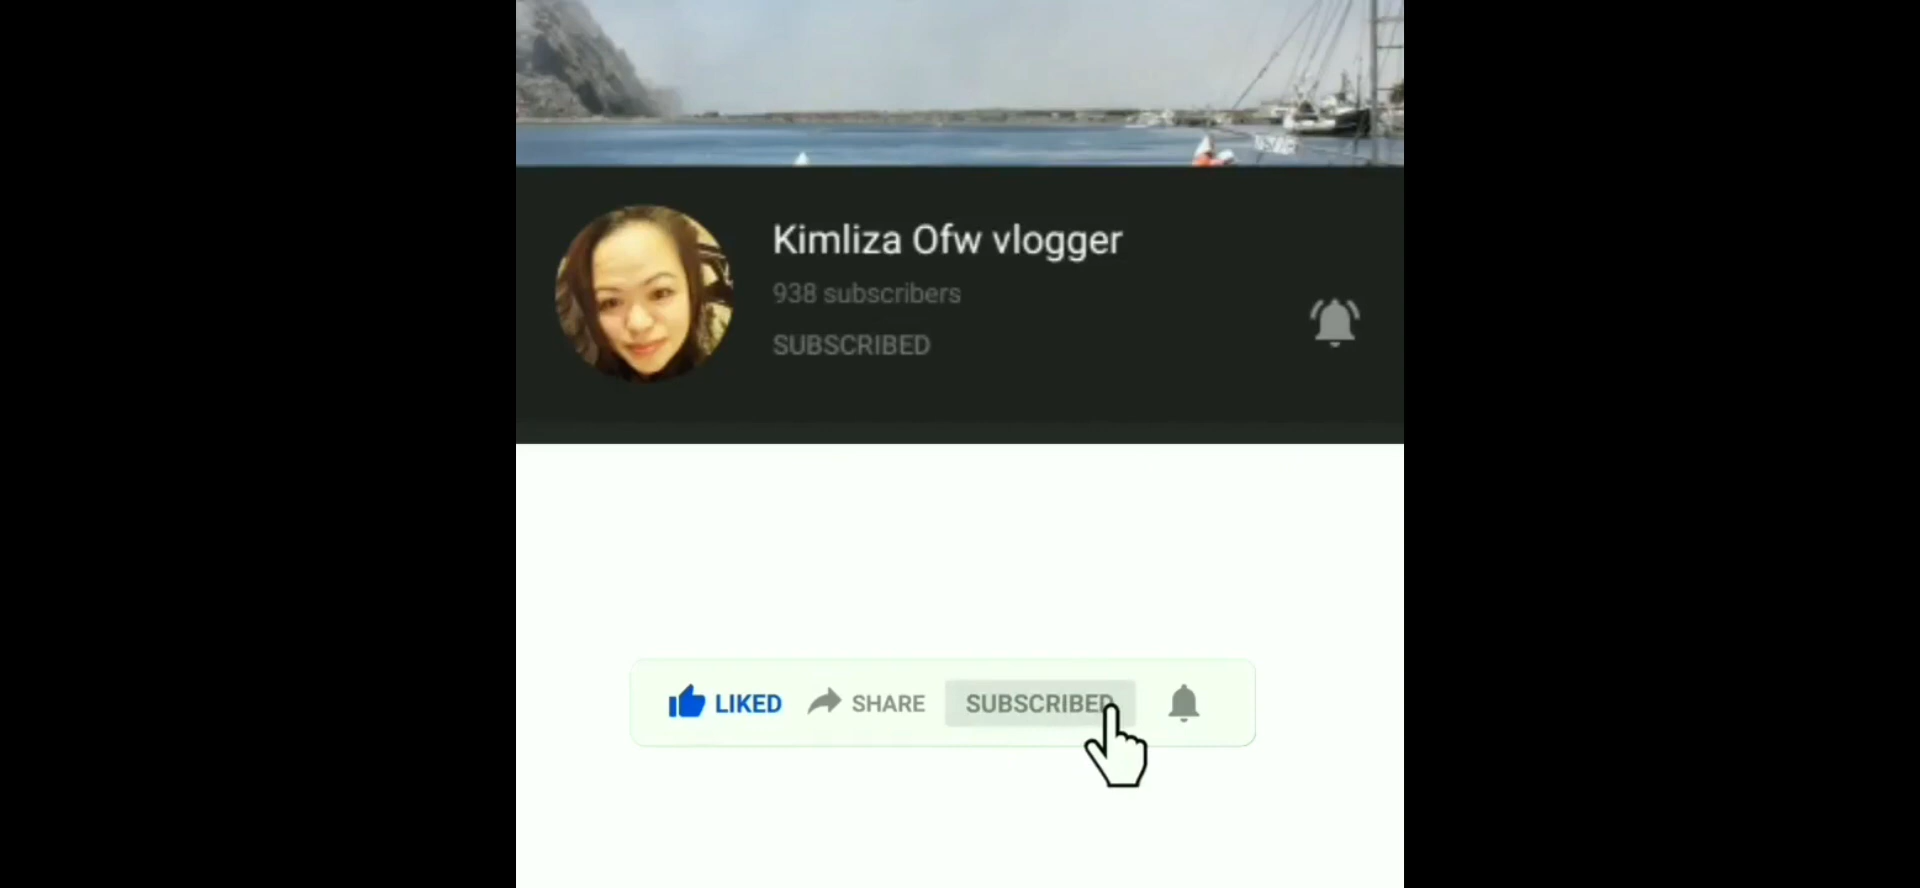 Kimliza Ofw vlogger
938 subscribers
SUBSCRIBED
LIKED SHARE SUBSCRIBED